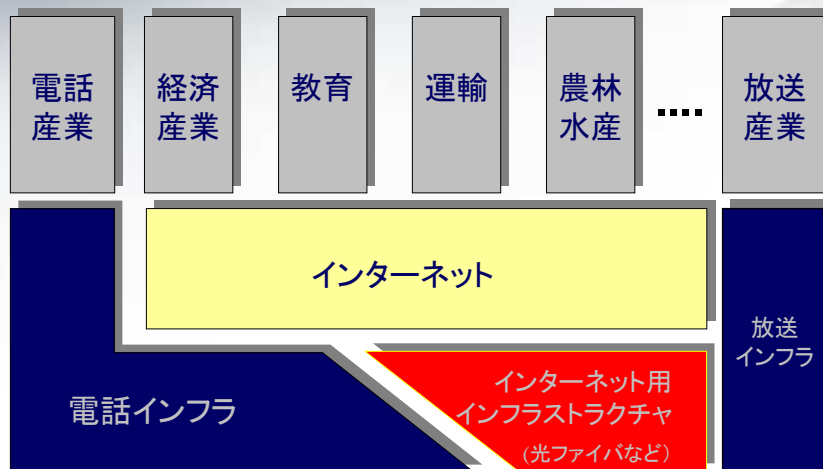 電話
産業
経済
産業
教育
運輸
農林
水産
....
放送
産業
インターネット
放送
インフラ
電話インフラ
インターネット用
インフラストラクチャ
(光ファイバなど)